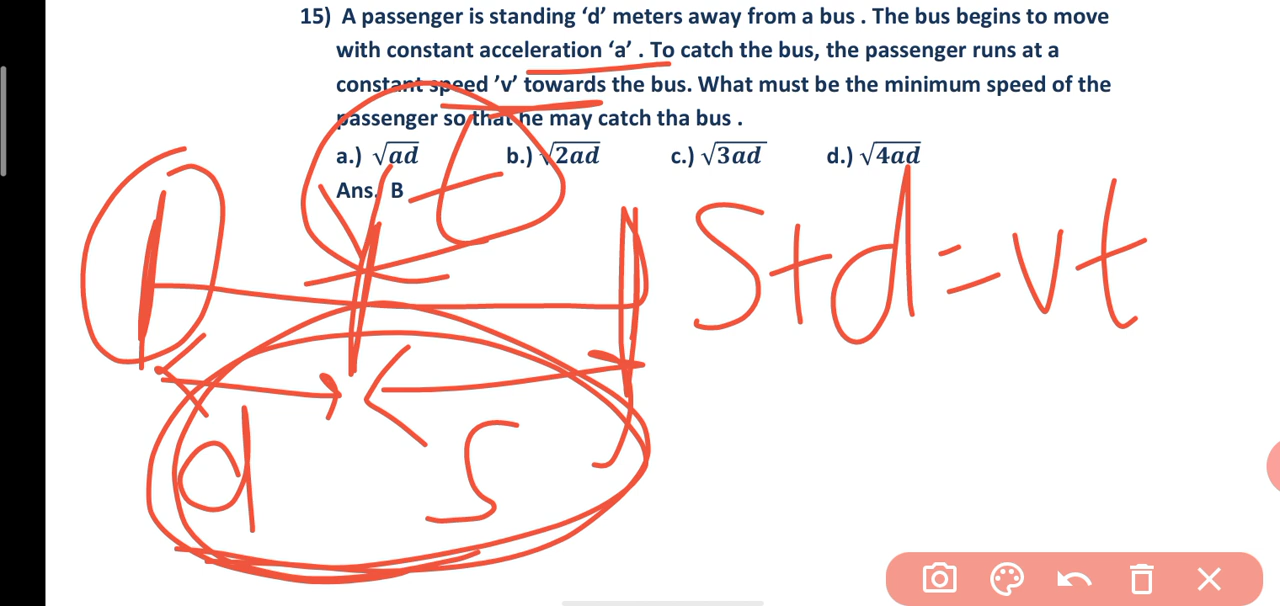 15) A passenger is standing ‘d’ meters away from a bus . The bus begins to move
with constant acceleration ‘a’ . To catch the bus, the passenger runs at a
constant speed ’v’ towards the bus. What must be the minimum speed of the
passenger so that he may catch tha bus .
a.) √ad b.) √2ad c.) √3ad d.) √4ad
Ans. B
S+d=vt
d S